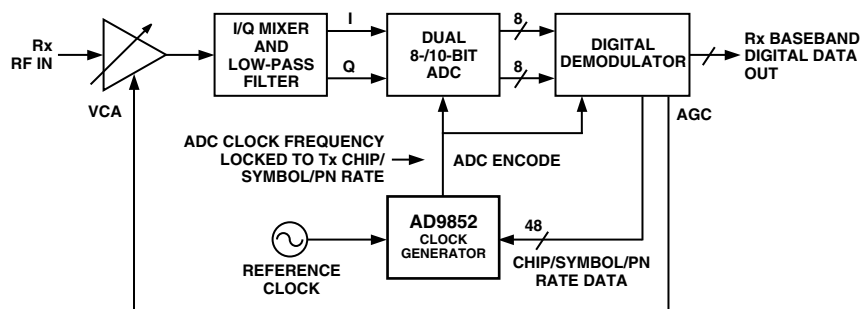 Rx
RF IN
VCA
I/Q MIXER
AND
LOW-PASS
FILTER
I
Q
DUAL
8-/10-BIT
ADC
8
8
DIGITAL
DEMODULATOR
Rx BASEBAND
DIGITAL DATA
OUT
AGC
ADC CLOCK FREQUENCY
LOCKED TO Tx CHIP/
SYMBOL/PN RATE
ADC ENCODE
AD9852
CLOCK
GENERATOR
48
CHIP/SYMBOL/PN
RATE DATA
REFERENCE
CLOCK